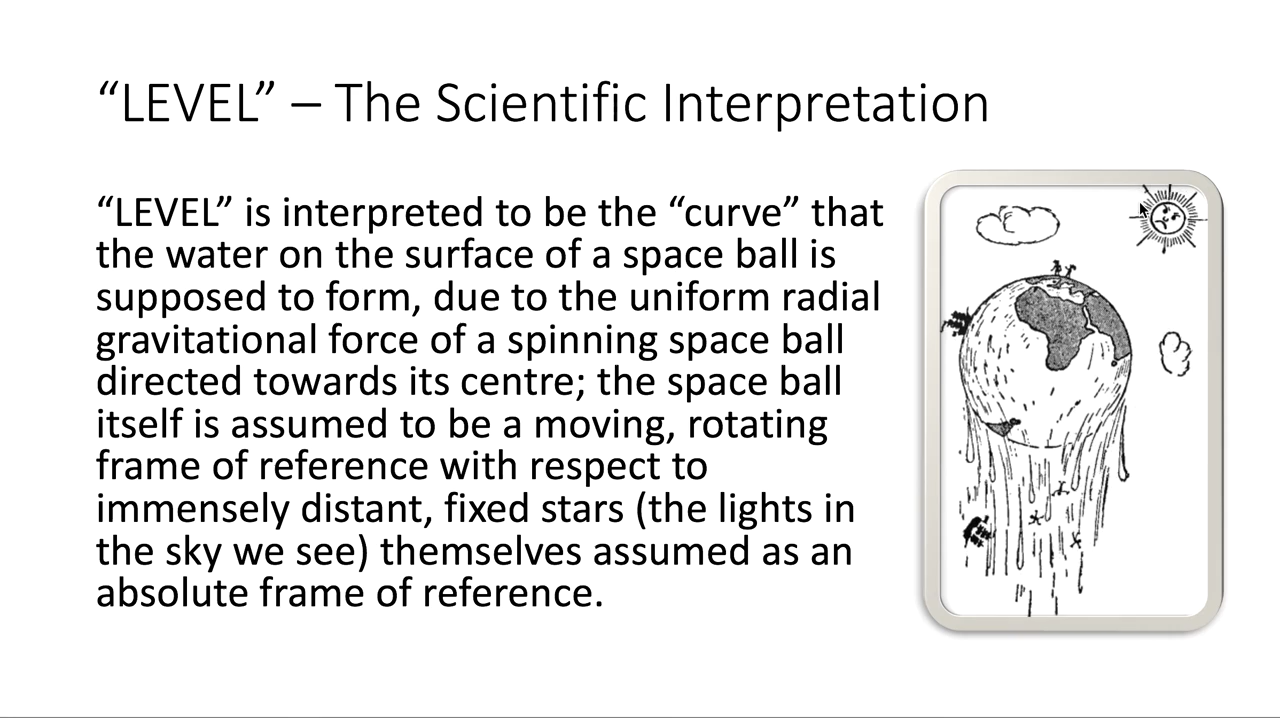 “LEVEL” – The Scientific Interpretation
“LEVEL” is interpreted to be the “curve” that
the water on the surface of a space ball is
supposed to form, due to the uniform radial
gravitational force of a spinning space ball
directed towards its centre; the space ball
itself is assumed to be a moving, rotating
frame of reference with respect to
immensely distant, fixed stars (the lights in
the sky we see) themselves assumed as an
absolute frame of reference.